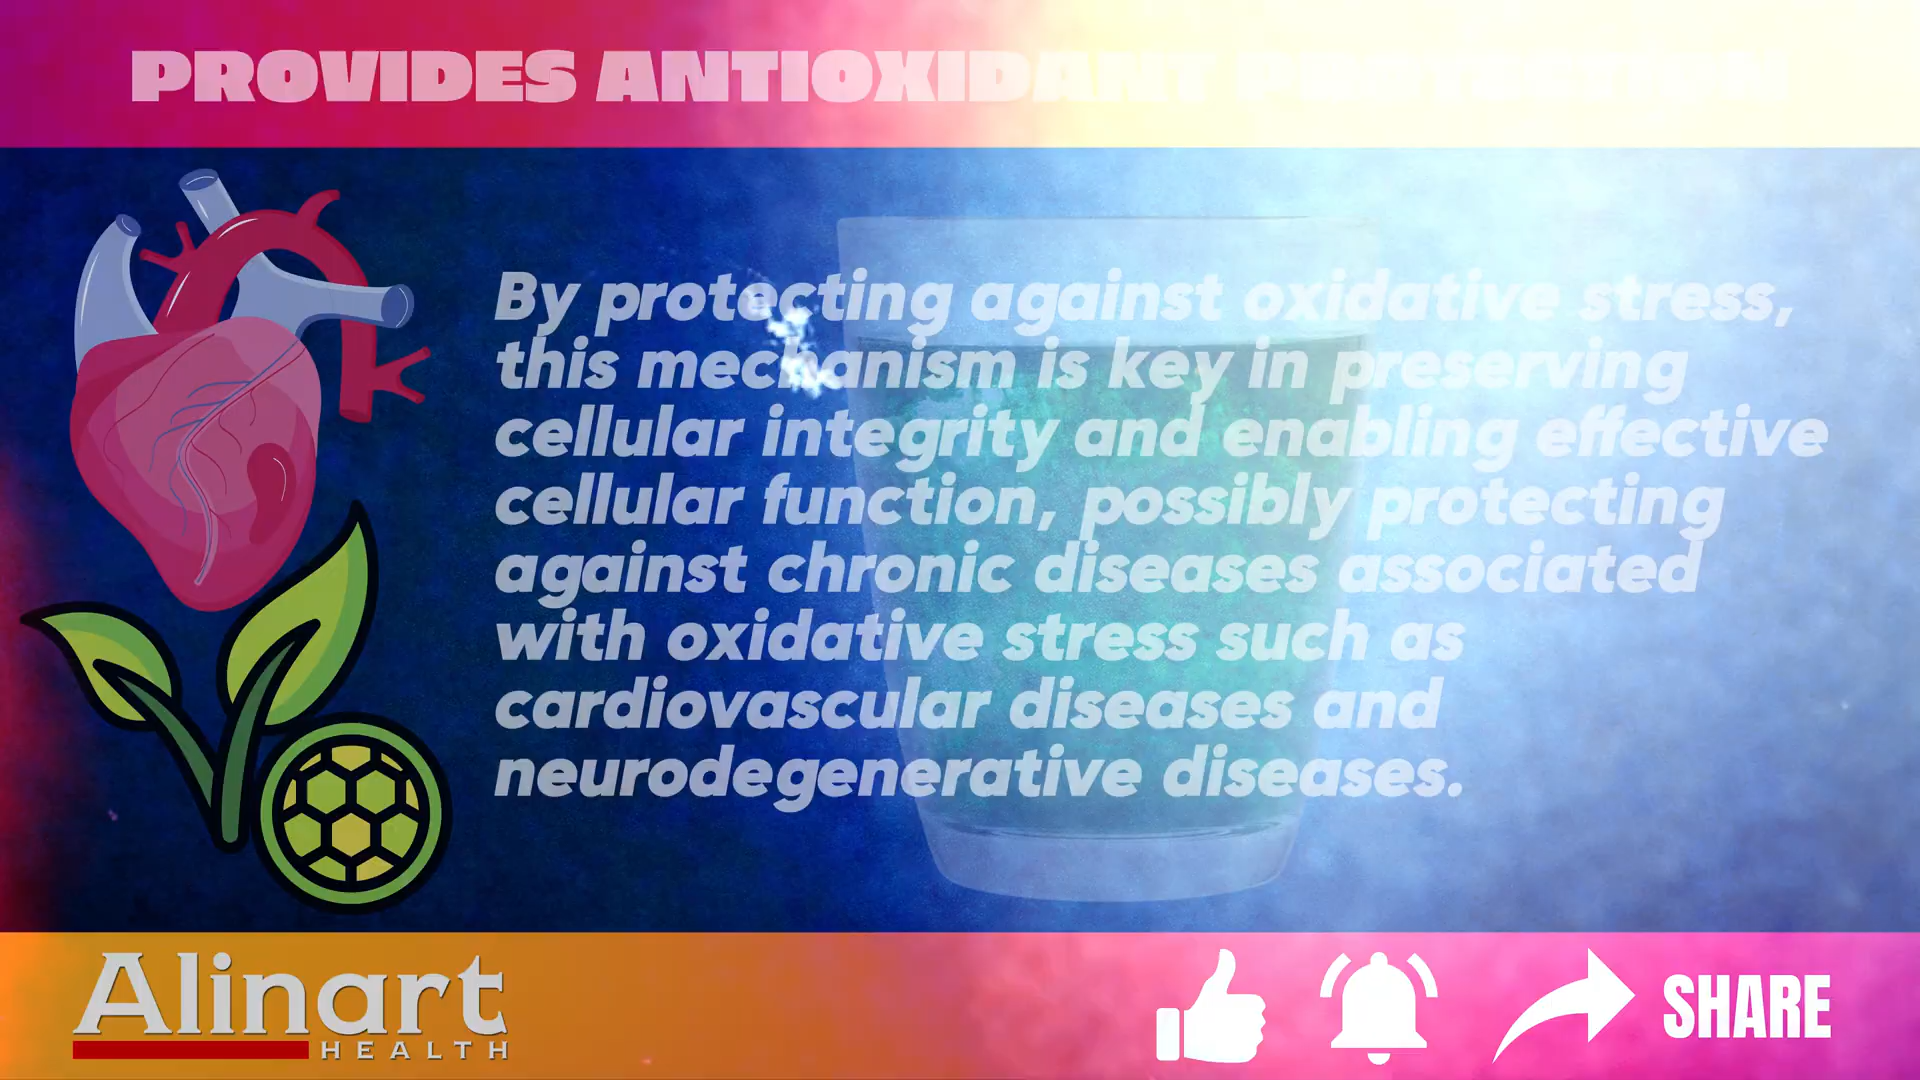 PROVIDES ANTIOXIDANT PROTECTION
By protecting against oxidative stress,
this mechanism is key in preserving
cellular integrity and enabling effective
cellular function, possibly protecting
against chronic diseases associated
with oxidative stress such as
cardiovascular diseases and
neurodegenerative diseases.
Alinart
HEALTH
SHARE